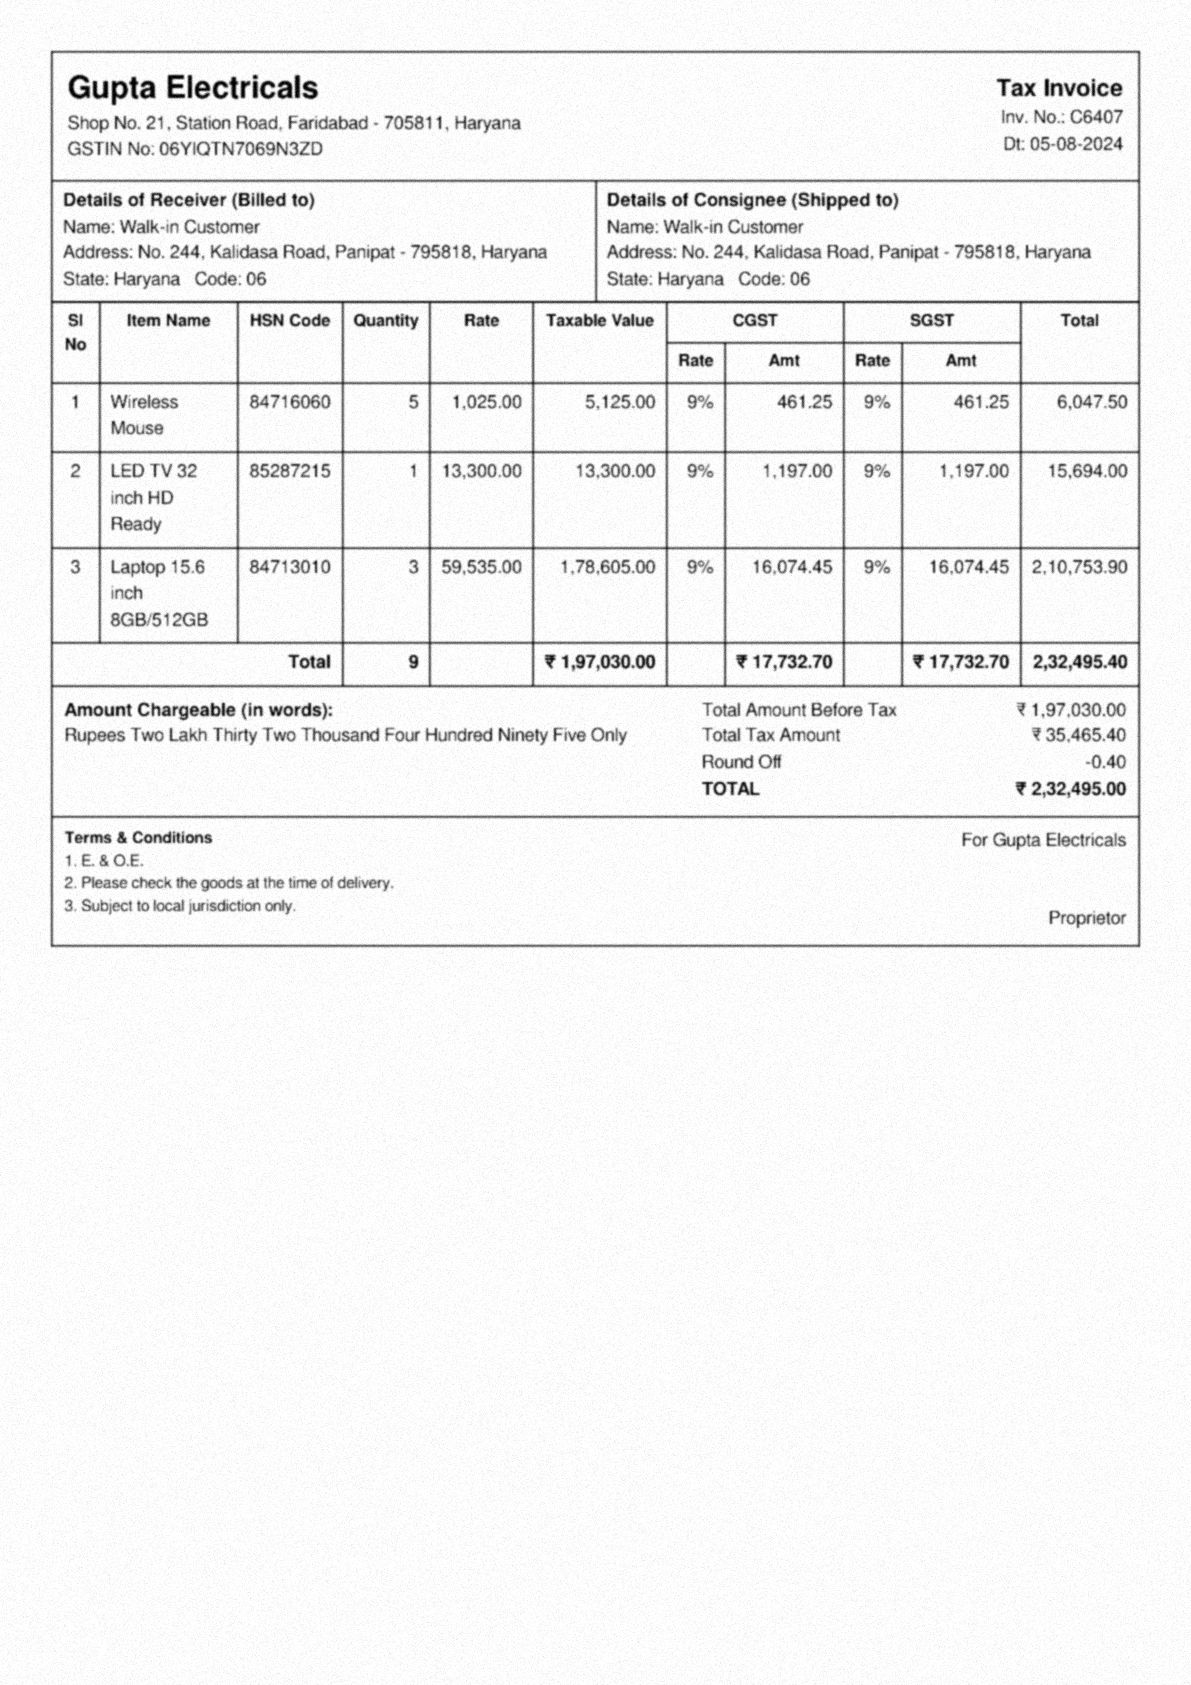 Gupta Electricals
Shop No. 21, Station Road, Faridabad - 705811, Haryana
GSTIN No: 06YIQTN7069N3ZD
Tax Invoice
Inv. No.: C6407
Dt: 05-08-2024
Details of Receiver (Billed to)
Name: Walk-in Customer
Address: No. 244, Kalidasa Road, Panipat - 795818, Haryana
State: Haryana Code: 06
Details of Consignee (Shipped to)
Name: Walk-in Customer
Address: No. 244, Kalidasa Road, Panipat - 795818, Haryana
State: Haryana Code: 06
Sl No Item Name HSN Code Quantity Rate Taxable Value CGST SGST Total
Rate Amt Rate Amt
1 Wireless Mouse 84716060 5 1,025.00 5,125.00 9% 461.25 9% 461.25 6,047.50
2 LED TV 32 inch HD Ready 85287215 1 13,300.00 13,300.00 9% 1,197.00 9% 1,197.00 15,694.00
3 Laptop 15.6 inch 8GB/512GB 84713010 3 59,535.00 1,78,605.00 9% 16,074.45 9% 16,074.45 2,10,753.90
Total 9 ₹ 1,97,030.00 ₹ 17,732.70 ₹ 17,732.70 2,32,495.40
Amount Chargeable (in words):
Rupees Two Lakh Thirty Two Thousand Four Hundred Ninety Five Only
Total Amount Before Tax ₹ 1,97,030.00
Total Tax Amount ₹ 35,465.40
Round Off -0.40
TOTAL ₹ 2,32,495.00
Terms & Conditions
1. E. & O.E.
2. Please check the goods at the time of delivery.
3. Subject to local jurisdiction only.
For Gupta Electricals
Proprietor